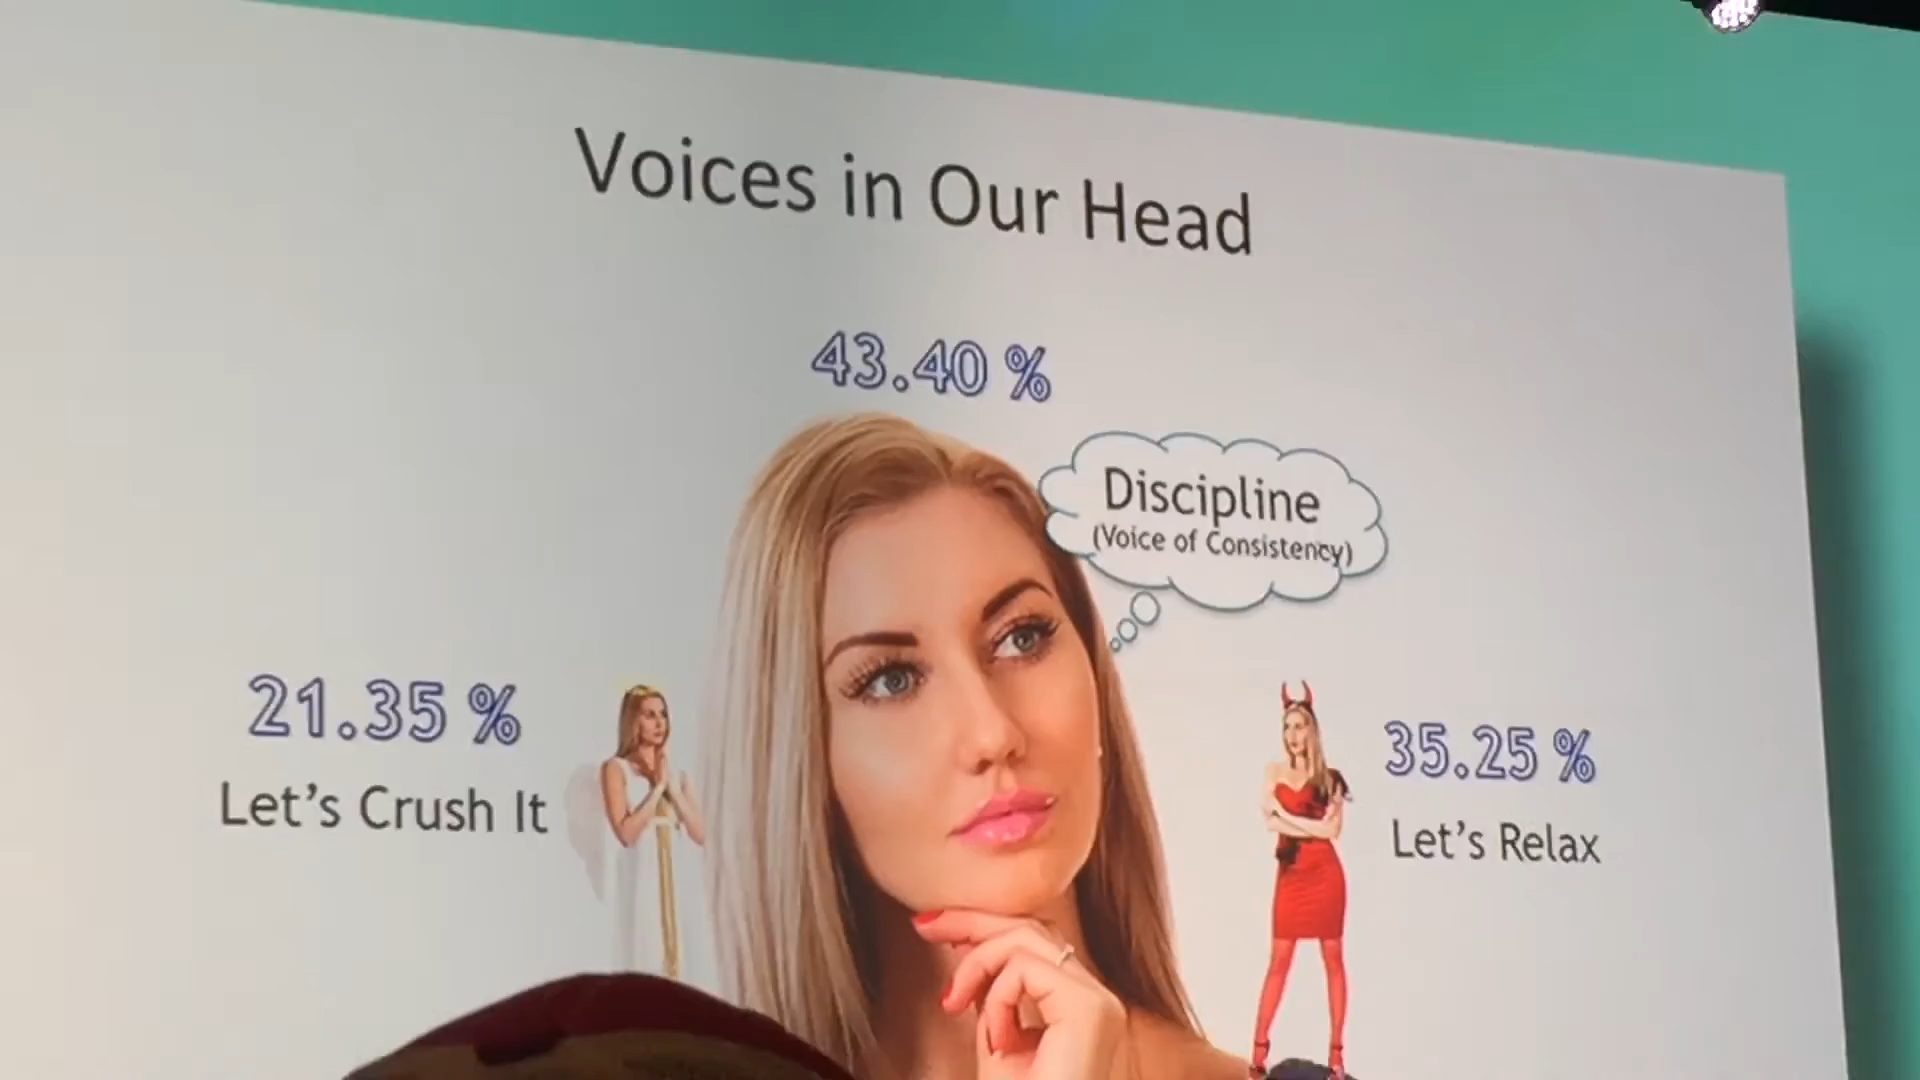 Voices in Our Head
43.40 %
Discipline
(Voice of Consistency)
21.35 %
Let's Crush It
35.25 %
Let's Relax